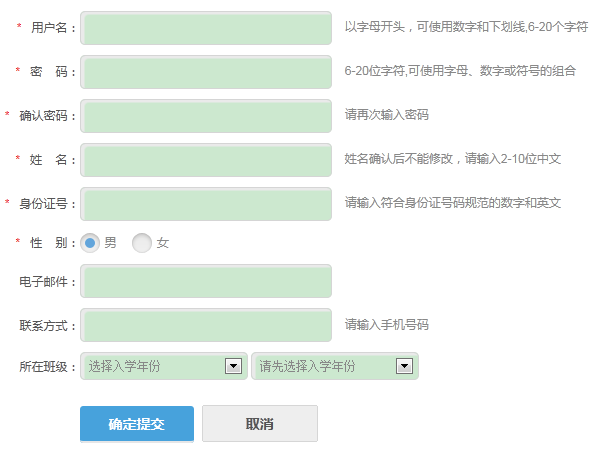 * 用户名： 以字母开头，可使用数字和下划线,6-20个字符
* 密 码： 6-20位字符,可使用字母、数字或符号的组合
* 确认密码： 请再次输入密码
* 姓 名： 姓名确认后不能修改，请输入2-10位中文
* 身份证号： 请输入符合身份证号码规范的数字和英文
* 性 别： 男 女
电子邮件：
联系方式： 请输入手机号码
所在班级： 选择入学年份 请先选择入学年份
确定提交 取消